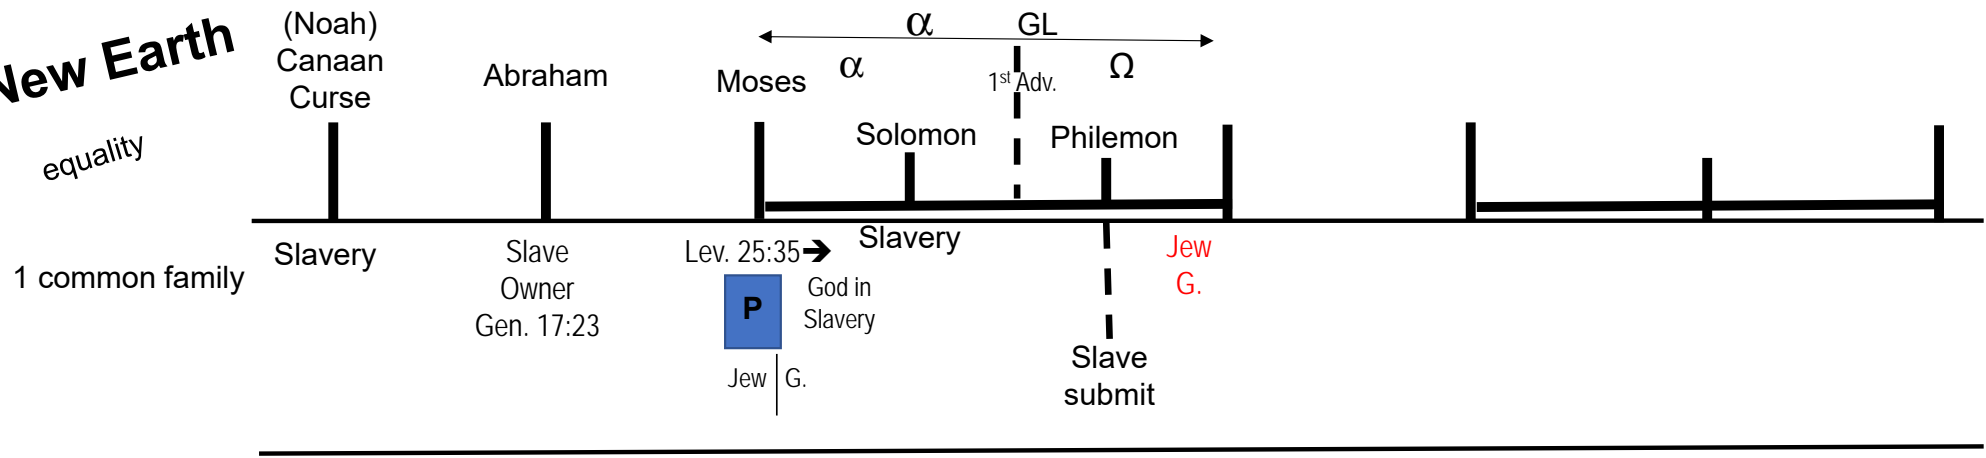 New Earth
equality
1 common family
(Noah)
Canaan
Curse
Abraham
Moses
α
GL
α
1st Adv.
Ω
Solomon
Philemon
Slavery
Slave
Owner
Gen. 17:23
Lev. 25:35➔
P
God in
Slavery
Jew G.
Slavery
Jew
G.
Slave
submit